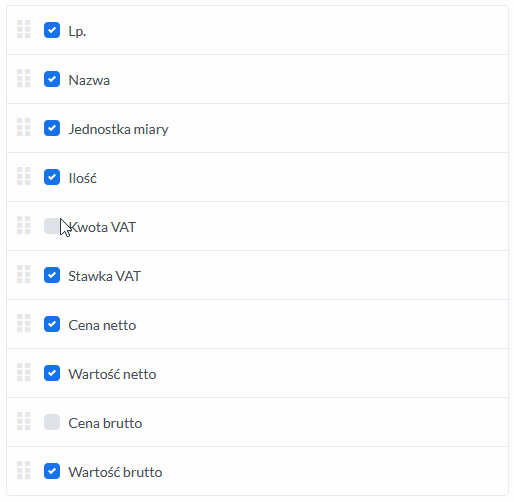 Lp.
Nazwa
Jednostka miary
Ilość
Kwota VAT
Stawka VAT
Cena netto
Wartość netto
Cena brutto
Wartość brutto